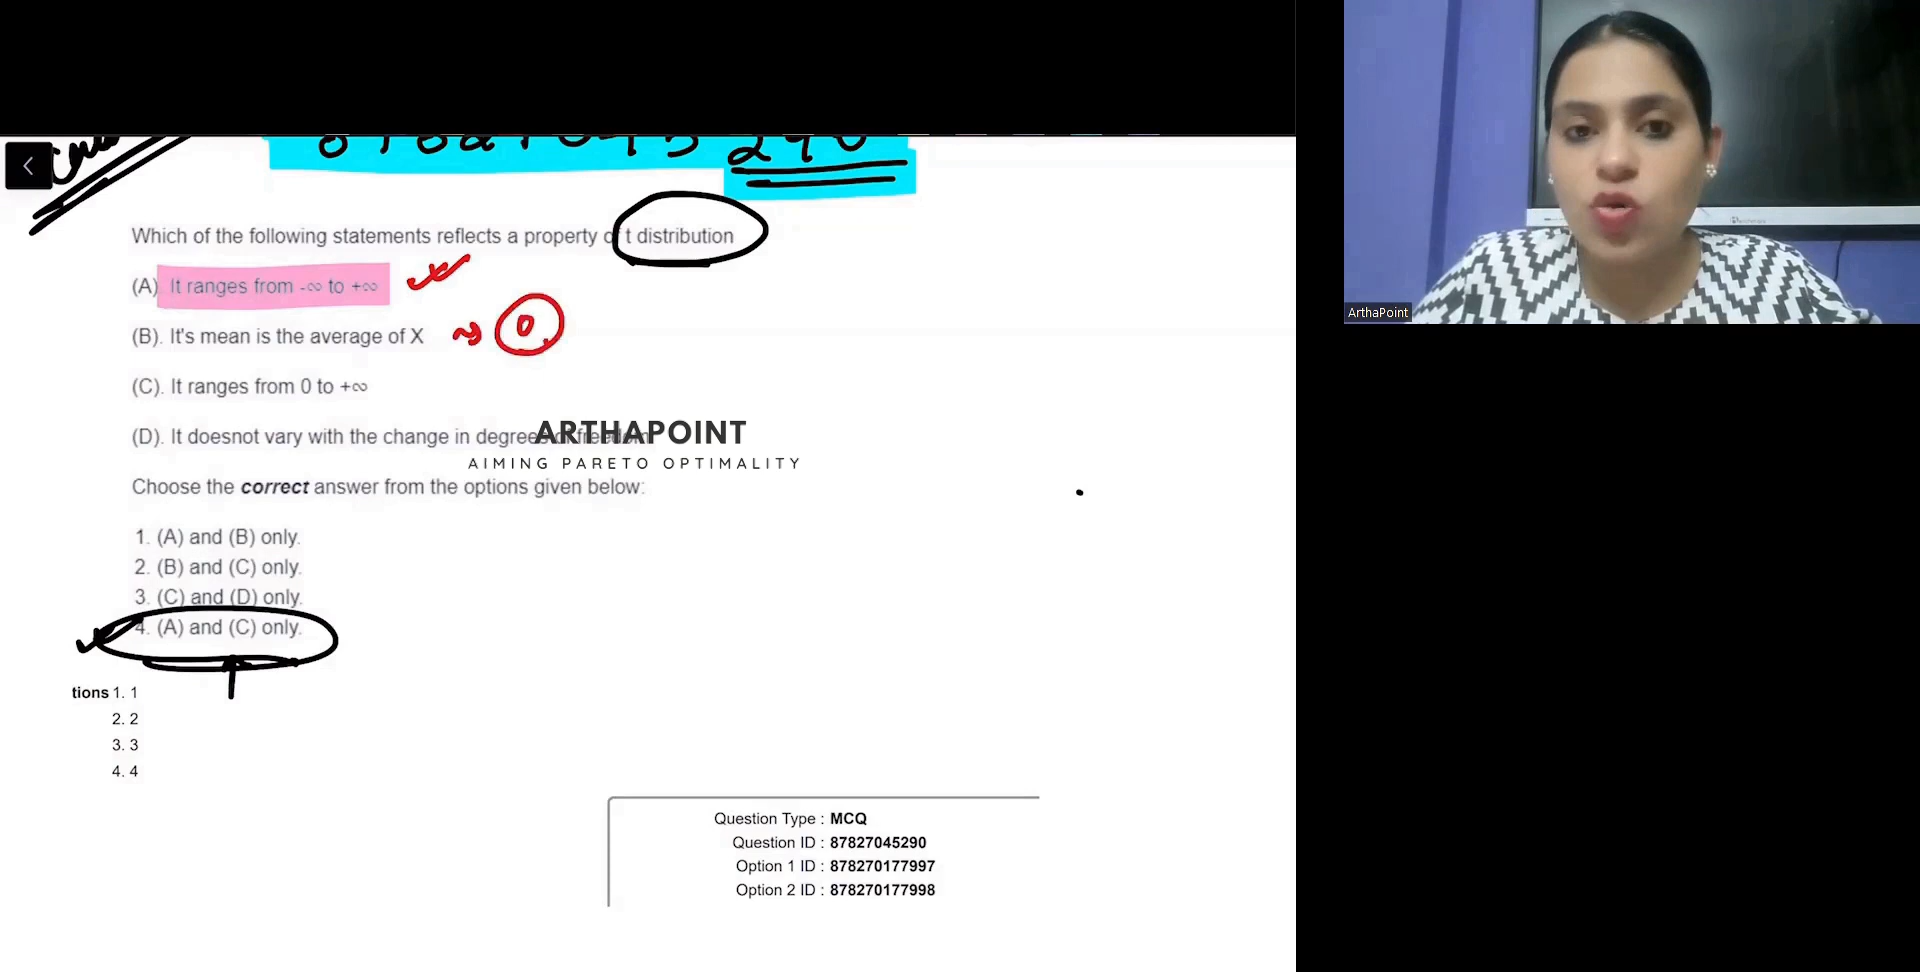 Which of the following statements reflects a property of t distribution
(A). It ranges from -∞ to +∞
(B). It's mean is the average of X
0
(C). It ranges from 0 to +∞
(D). It doesnot vary with the change in degrees of freedom
ARTHAPOINT
AIMING PARETO OPTIMALITY
Choose the correct answer from the options given below:
1. (A) and (B) only.
2. (B) and (C) only.
3. (C) and (D) only.
4. (A) and (C) only.
tions 1. 1
2. 2
3. 3
4. 4
Question Type : MCQ
Question ID : 87827045290
Option 1 ID : 878270177997
Option 2 ID : 878270177998
ArthaPoint